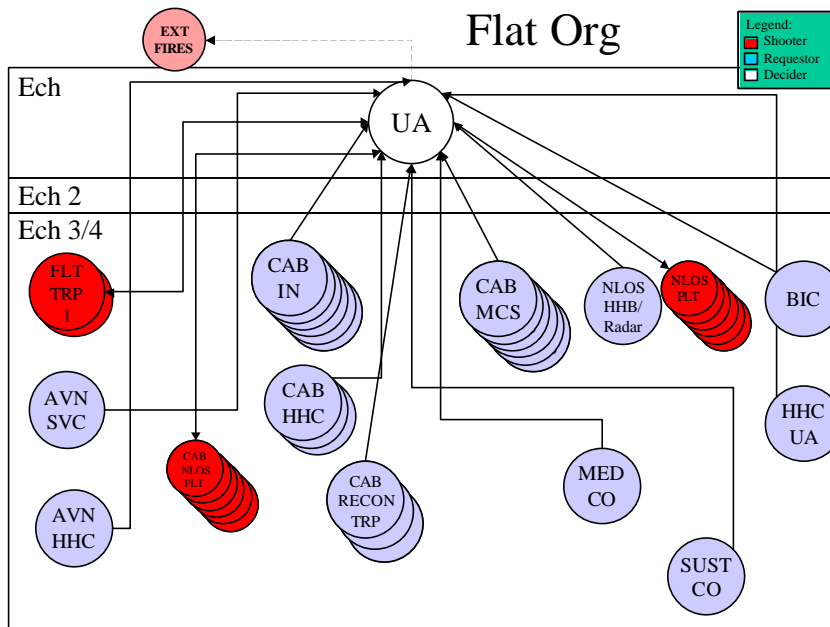 Flat Org
EXT
FIRES
Legend:
Shooter
Requestor
Decider
Ech
UA
Ech 2
Ech 3/4
FLT
TRP
1
CAB
IN
CAB
MCS
NLOS
HHB/
Radar
NLOS
PLT
BIC
AVN
SVC
CAB
HHC
HHC
UA
CAB
NLOS
PLT
CAB
RECON
TRP
MED
CO
AVN
HHC
SUST
CO